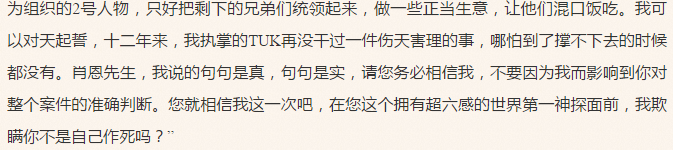 为组织的2号人物，只好把剩下的兄弟们统领起来，做一些正当生意，让他们混口饭吃。我可
以对天起誓，十二年来，我执掌的TUK再没干过一件伤天害理的事，哪怕到了撑不下去的时候
都没有。肖恩先生，我说的句句是真，句句是实，请您务必相信我，不要因为我而影响到你对
整个案件的准确判断。您就相信我这一次吧，在您这个拥有超六感的世界第一神探面前，我欺
瞒你不是自己作死吗？”